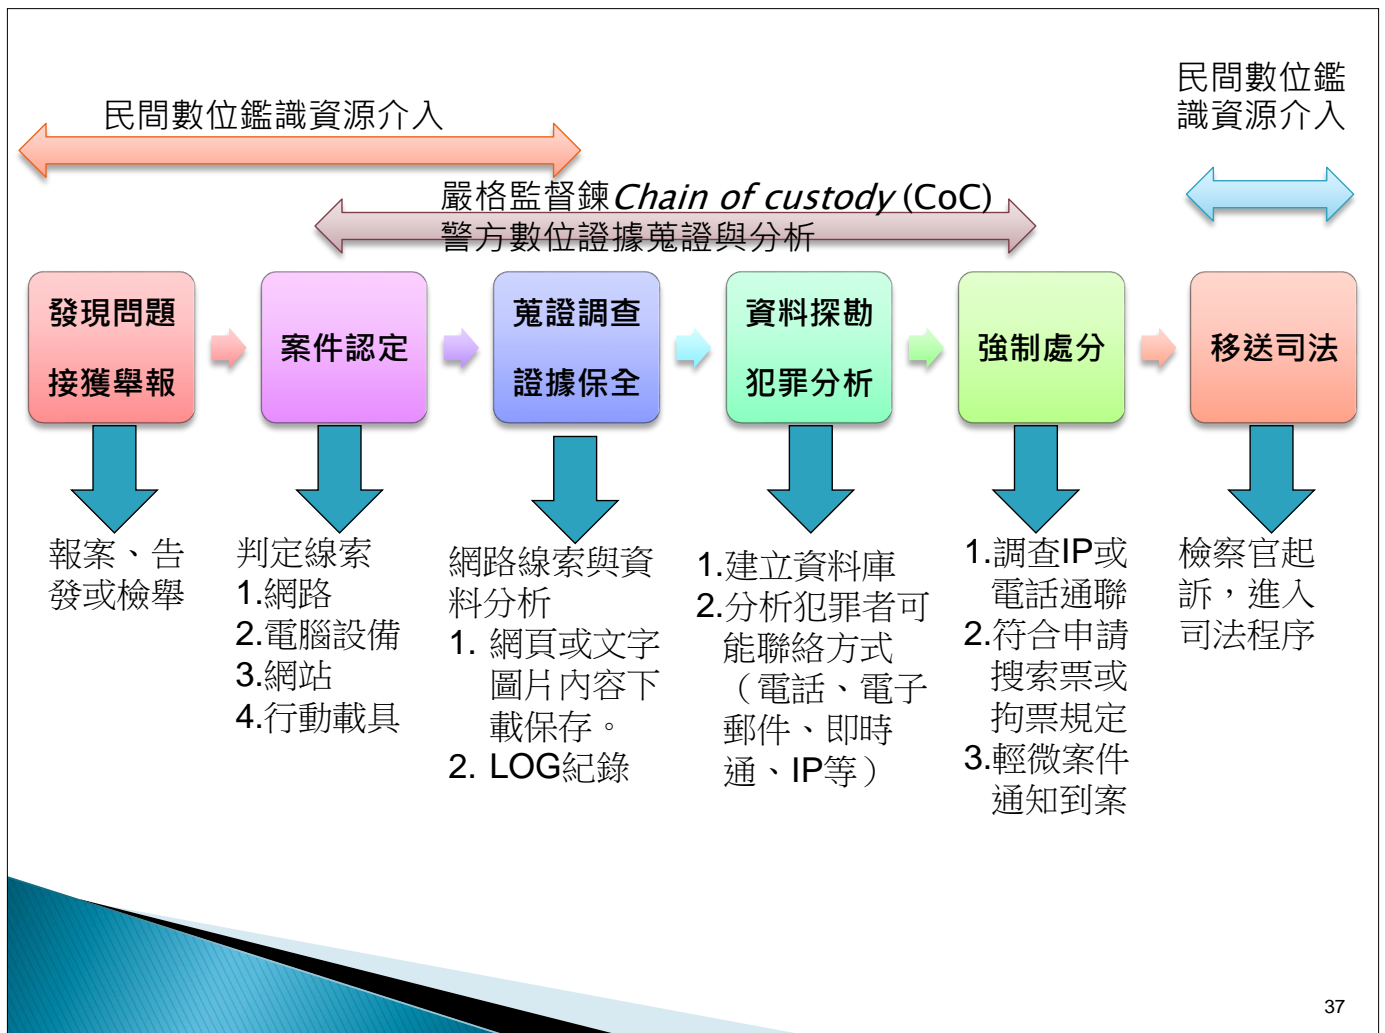 民間數位鑑識資源介入
民間數位鑑
識資源介入
嚴格監督鍊Chain of custody (CoC)
警方數位證據蒐證與分析
發現問題
接獲舉報
案件認定
蒐證調查
證據保全
資料探勘
犯罪分析
強制處分
移送司法
報案、告
發或檢舉
判定線索
1.網路
2.電腦設備
3.網站
4.行動載具
網路線索與資
料分析
1. 網頁或文字
圖片內容下
載保存。
2. LOG紀錄
1.建立資料庫
2.分析犯罪者可
能聯絡方式
（電話、電子
郵件、即時
通、IP等）
1.調查IP或
電話通聯
2.符合申請
搜索票或
拘票規定
3.輕微案件
通知到案
檢察官起
訴，進入
司法程序
37